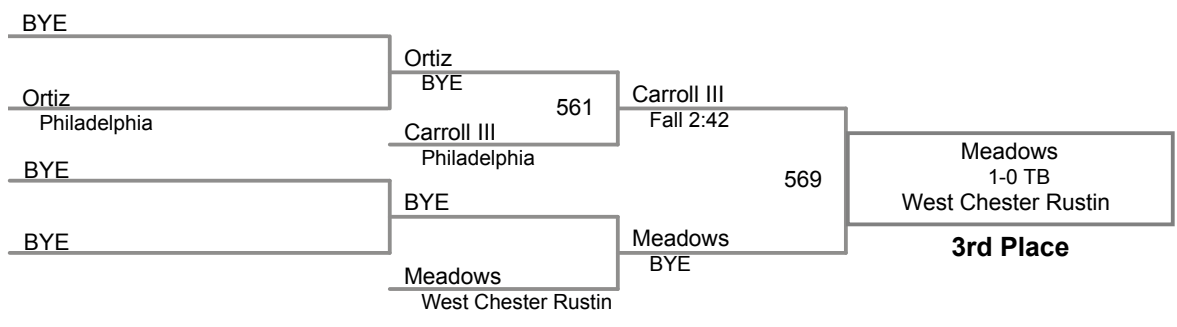 BYE
Ortiz
Philadelphia
BYE
BYE
Ortiz
BYE
561
Carroll III
Philadelphia
BYE
Meadows
West Chester Rustin
Carroll III
Fall 2:42
569
Meadows
BYE
Meadows
1-0 TB
West Chester Rustin
3rd Place